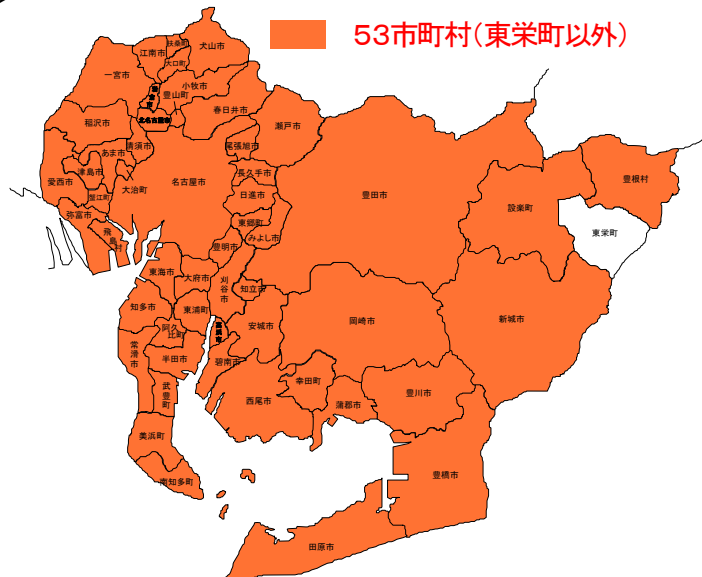 53市町村(東栄町以外)
扶桑町
江南市
犬山市
大口町
一宮市
小牧市
岩倉市
豊山町
春日井市
北名古屋市
稲沢市
瀬戸市
清須市
尾張旭市
あま市
津島市
長久手市
愛西市
大治町
名古屋市
蟹江町
日進市
豊田市
豊根村
設楽町
弥富市
東郷町
飛島村
みよし市
豊明市
東栄町
東海市
大府市
刈谷市
知立市
知多市
東浦町
岡崎市
新城市
阿久比町
高浜市
安城市
常滑市
半田市
碧南市
幸田町
武豊町
西尾市
蒲郡市
豊川市
美浜町
南知多町
豊橋市
田原市